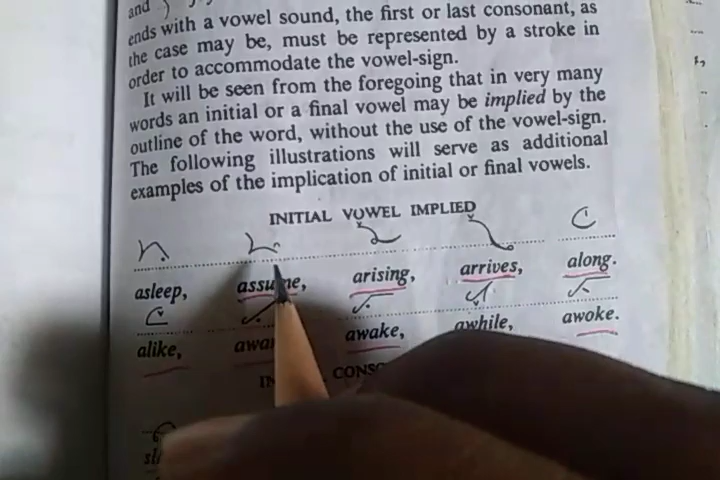 and
ends with a vowel sound, the first or last consonant, as
the case may be, must be represented by a stroke in
order to accommodate the vowel-sign.
It will be seen from the foregoing that in very many
words an initial or a final vowel may be implied by the
outline of the word, without the use of the vowel-sign.
The following illustrations will serve as additional
examples of the implication of initial or final vowels.
INITIAL VOWEL IMPLIED
asleep, assume, arising, arrives, along.
alike, awake, awhile, awoke.